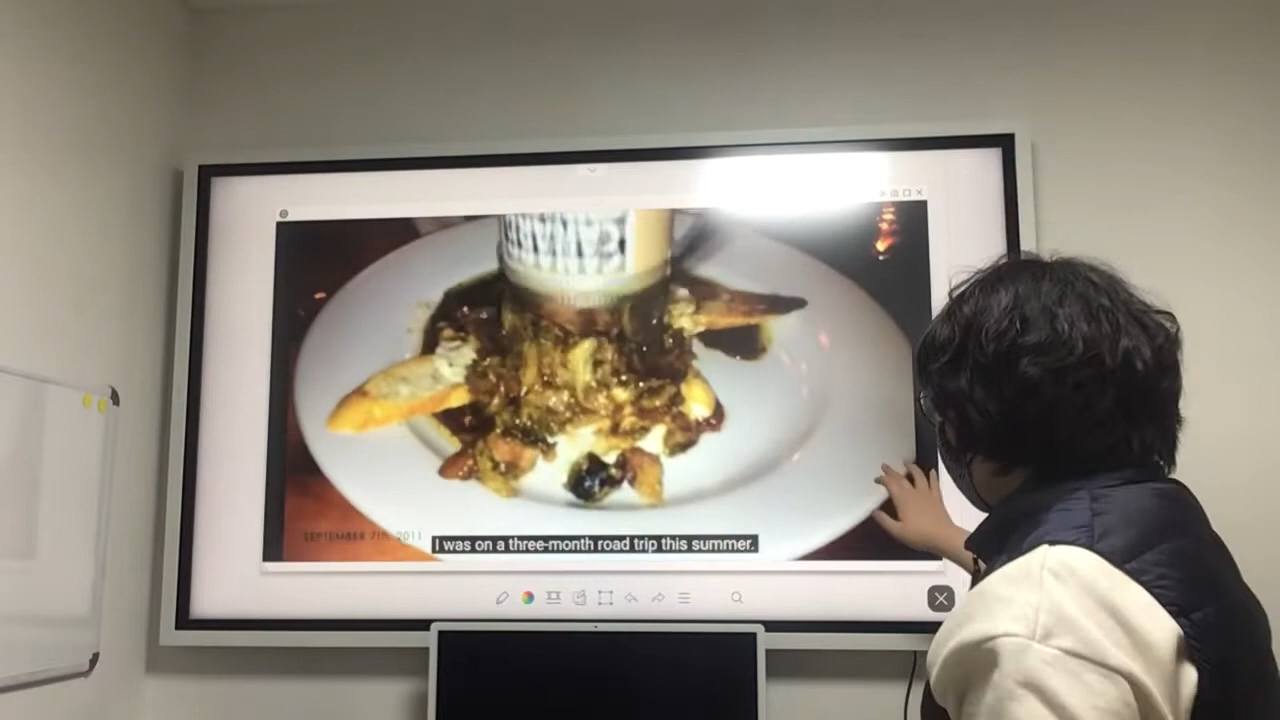 SEPTEMBER 7TH, 2011
I was on a three-month road trip this summer.